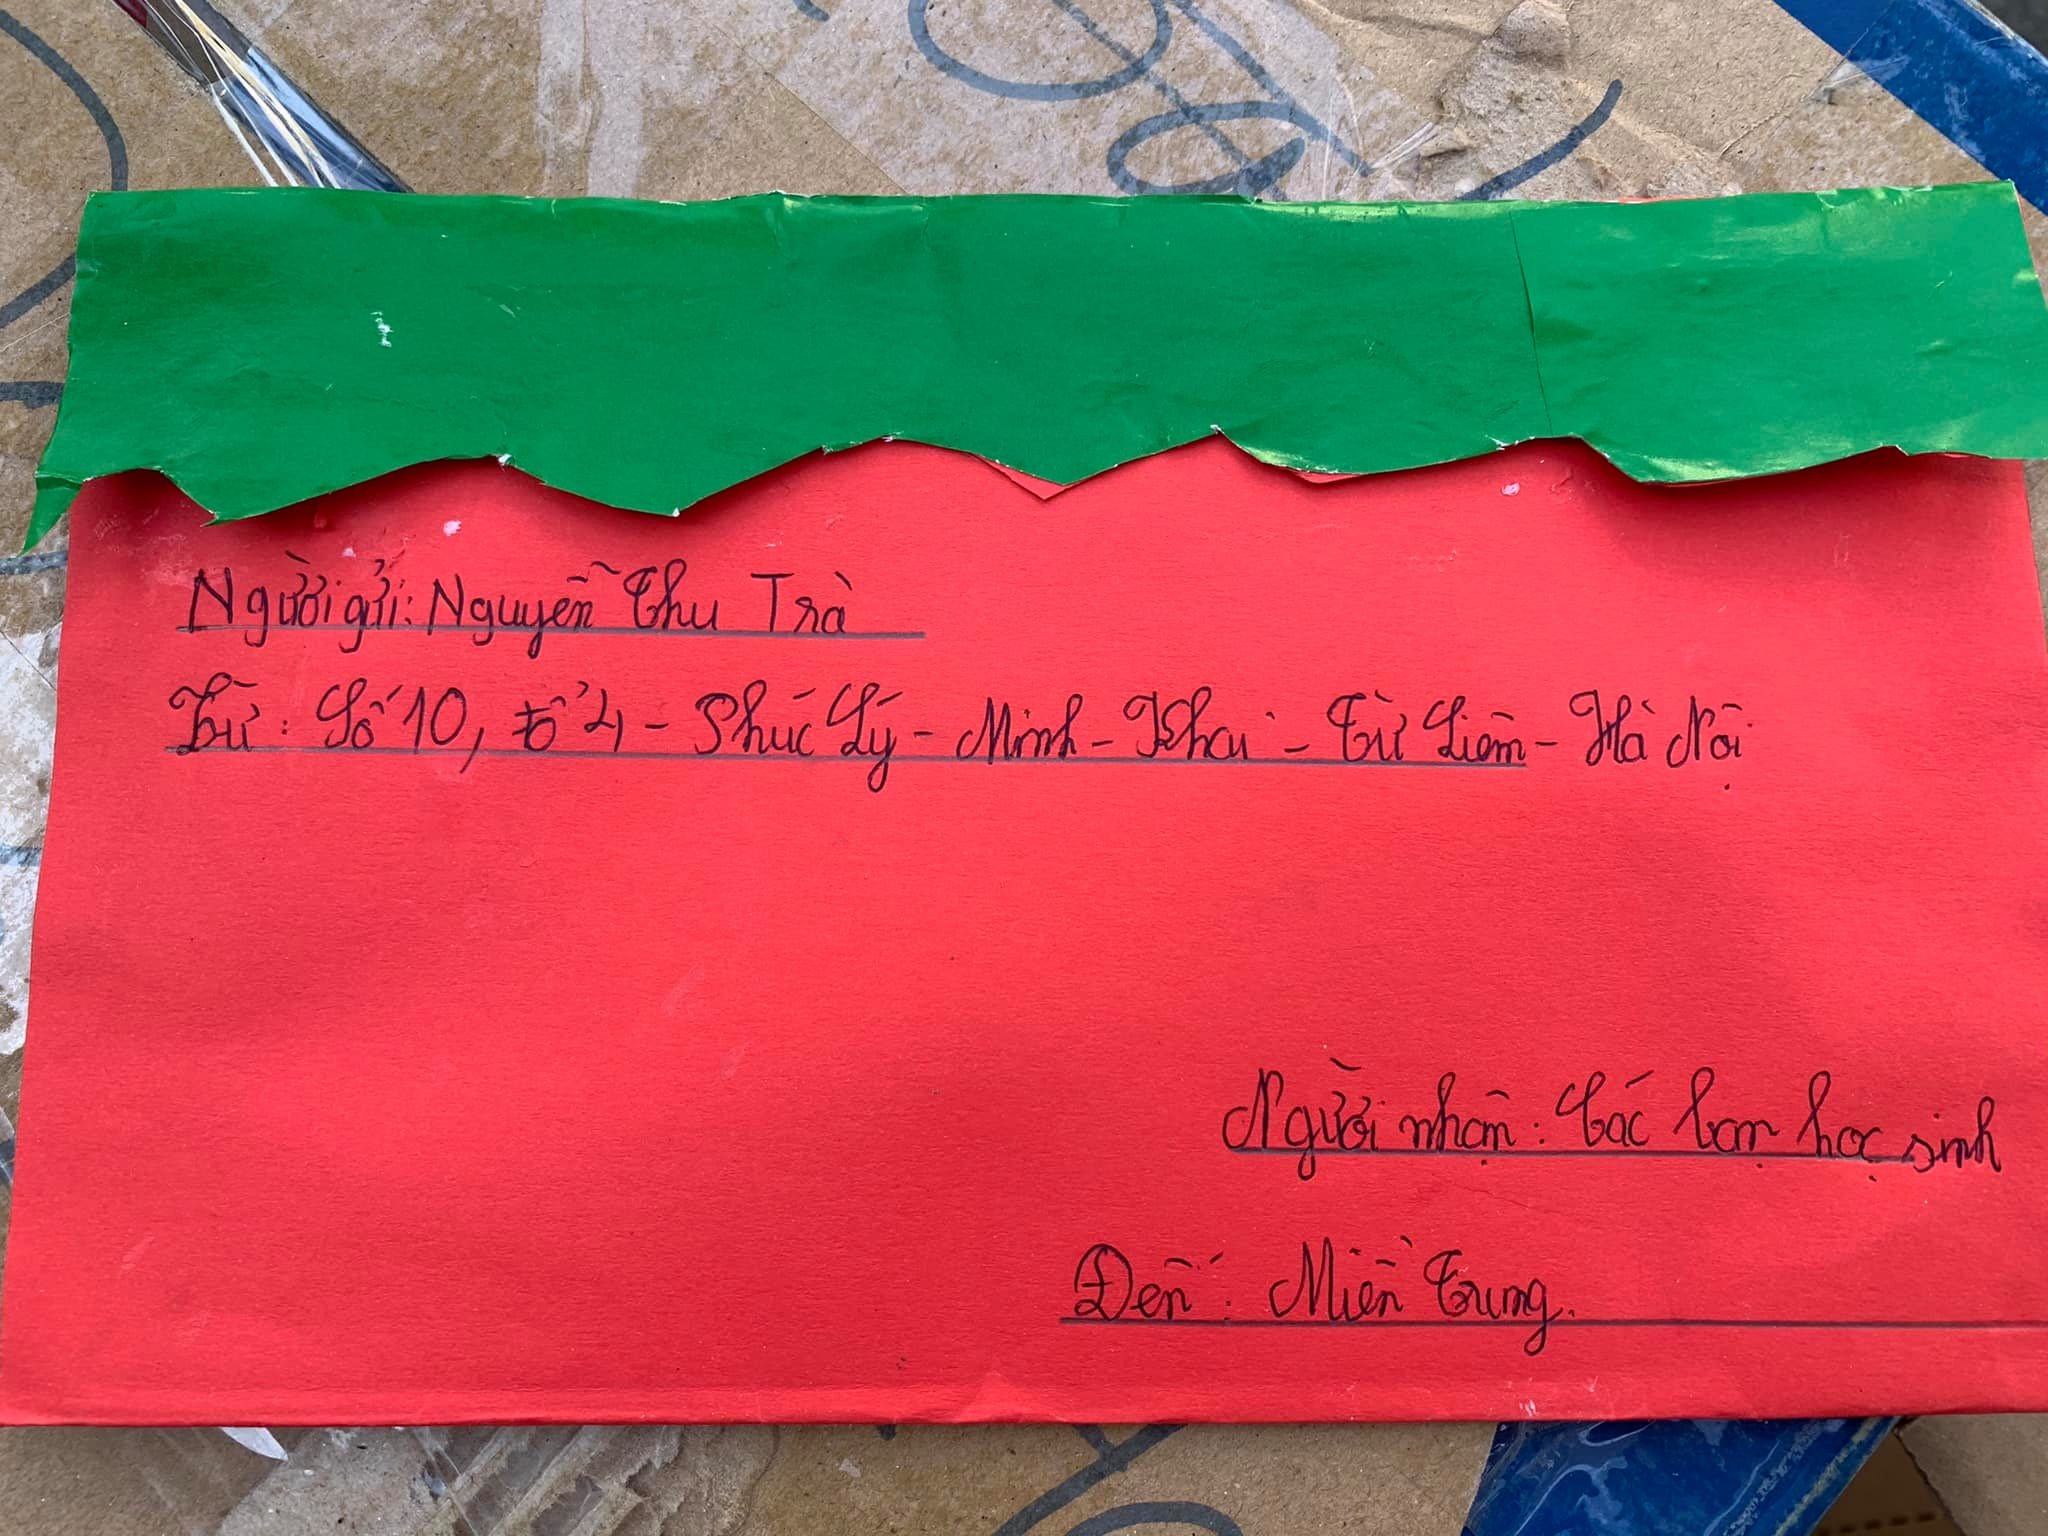 Người gửi: Nguyễn Thu Trà
Từ: Số 10, tổ 4 - Phúc Lý - Minh - Khai - Từ Liêm - Hà Nội
Người nhận: Các bạn học sinh
Đến: Miền Trung.